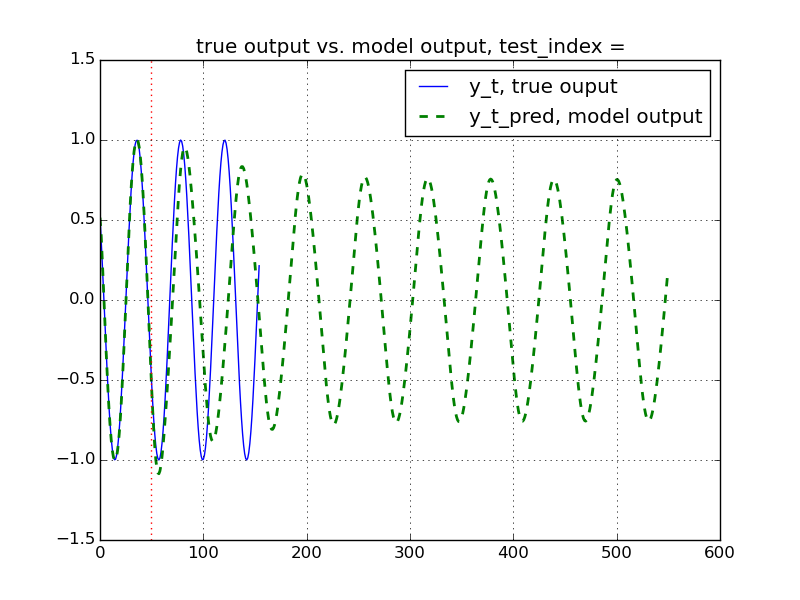 true output vs. model output, test_index =
y_t, true ouput
y_t_pred, model output
1.5
1.0
0.5
0.0
−0.5
−1.0
−1.5
0 100 200 300 400 500 600